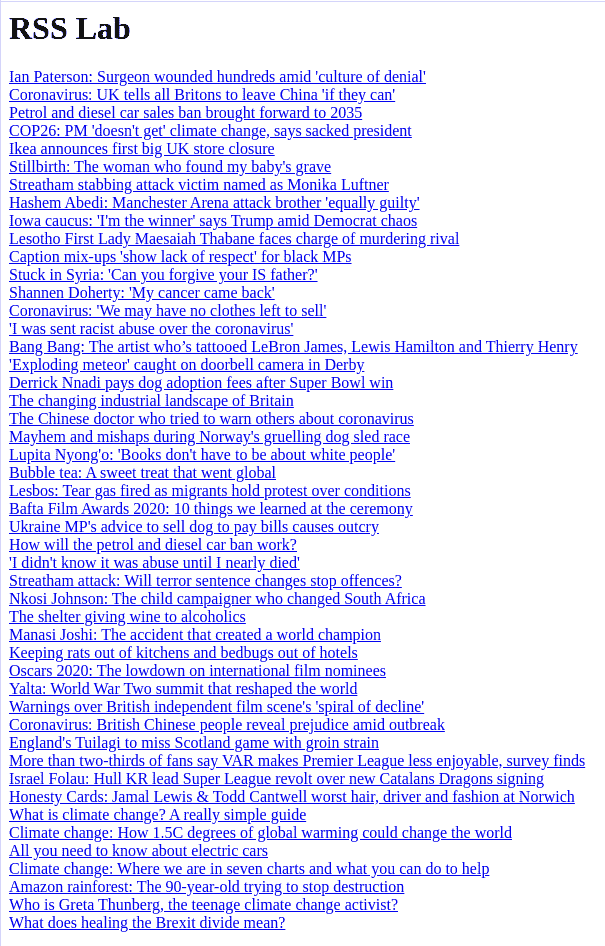 RSS Lab
Ian Paterson: Surgeon wounded hundreds amid 'culture of denial'
Coronavirus: UK tells all Britons to leave China 'if they can'
Petrol and diesel car sales ban brought forward to 2035
COP26: PM 'doesn't get' climate change, says sacked president
Ikea announces first big UK store closure
Stillbirth: The woman who found my baby's grave
Streatham stabbing attack victim named as Monika Luftner
Hashem Abedi: Manchester Arena attack brother 'equally guilty'
Iowa caucus: 'I'm the winner' says Trump amid Democrat chaos
Lesotho First Lady Maesaiah Thabane faces charge of murdering rival
Caption mix-ups 'show lack of respect' for black MPs
Stuck in Syria: 'Can you forgive your IS father?'
Shannen Doherty: 'My cancer came back'
Coronavirus: 'We may have no clothes left to sell'
'I was sent racist abuse over the coronavirus'
Bang Bang: The artist who’s tattooed LeBron James, Lewis Hamilton and Thierry Henry
'Exploding meteor' caught on doorbell camera in Derby
Derrick Nnadi pays dog adoption fees after Super Bowl win
The changing industrial landscape of Britain
The Chinese doctor who tried to warn others about coronavirus
Mayhem and mishaps during Norway's gruelling dog sled race
Lupita Nyong'o: 'Books don't have to be about white people'
Bubble tea: A sweet treat that went global
Lesbos: Tear gas fired as migrants hold protest over conditions
Bafta Film Awards 2020: 10 things we learned at the ceremony
Ukraine MP's advice to sell dog to pay bills causes outcry
How will the petrol and diesel car ban work?
'I didn't know it was abuse until I nearly died'
Streatham attack: Will terror sentence changes stop offences?
Nkosi Johnson: The child campaigner who changed South Africa
The shelter giving wine to alcoholics
Manasi Joshi: The accident that created a world champion
Keeping rats out of kitchens and bedbugs out of hotels
Oscars 2020: The lowdown on international film nominees
Yalta: World War Two summit that reshaped the world
Warnings over British independent film scene's 'spiral of decline'
Coronavirus: British Chinese people reveal prejudice amid outbreak
England's Tuilagi to miss Scotland game with groin strain
More than two-thirds of fans say VAR makes Premier League less enjoyable, survey finds
Israel Folau: Hull KR lead Super League revolt over new Catalans Dragons signing
Honesty Cards: Jamal Lewis & Todd Cantwell worst hair, driver and fashion at Norwich
What is climate change? A really simple guide
Climate change: How 1.5C degrees of global warming could change the world
All you need to know about electric cars
Climate change: Where we are in seven charts and what you can do to help
Amazon rainforest: The 90-year-old trying to stop destruction
Who is Greta Thunberg, the teenage climate change activist?
What does healing the Brexit divide mean?